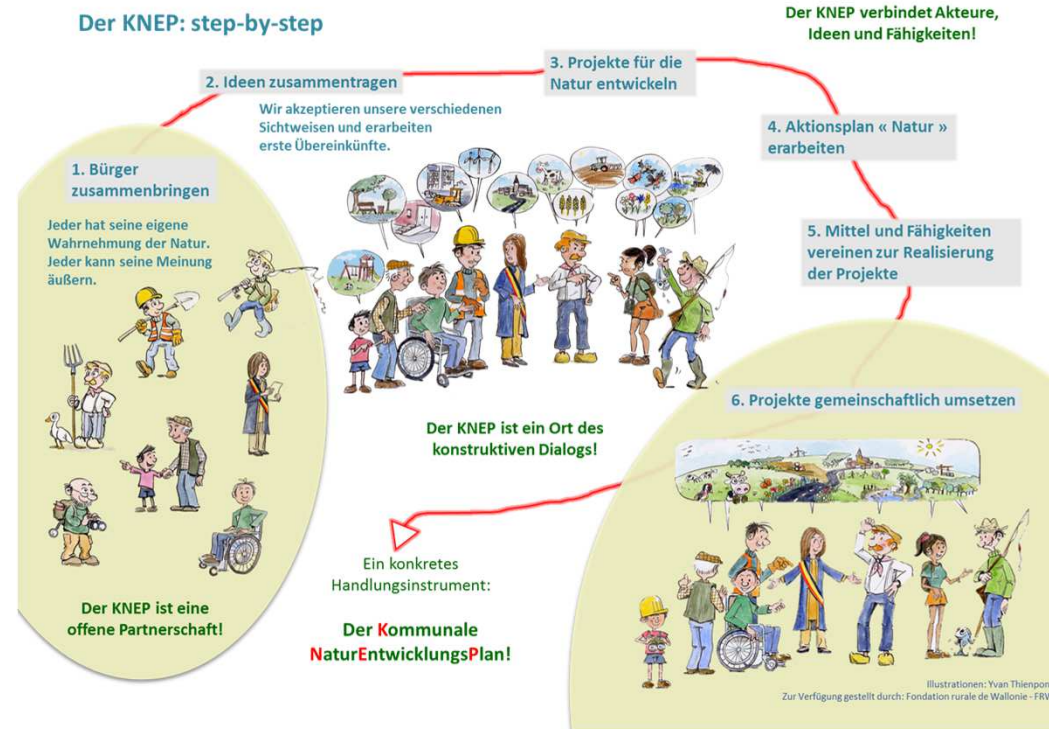 Der KNEP: step-by-step
Der KNEP verbindet Akteure,
Ideen und Fähigkeiten!
1. Bürger
zusammenbringen
Jeder hat seine eigene
Wahrnehmung der Natur.
Jeder kann seine Meinung
äußern.
Der KNEP ist eine
offene Partnerschaft!
2. Ideen zusammentragen
Wir akzeptieren unsere verschiedenen
Sichtweisen und erarbeiten
erste Übereinkünfte.
Der KNEP ist ein Ort des
konstruktiven Dialogs!
3. Projekte für die
Natur entwickeln
4. Aktionsplan « Natur »
erarbeiten
5. Mittel und Fähigkeiten
vereinen zur Realisierung
der Projekte
6. Projekte gemeinschaftlich umsetzen
Ein konkretes
Handlungsinstrument:
Der Kommunale
NaturEntwicklungsPlan!
Illustrationen: Yvan Thienpon
Zur Verfügung gestellt durch: Fondation rurale de Wallonie - FRW